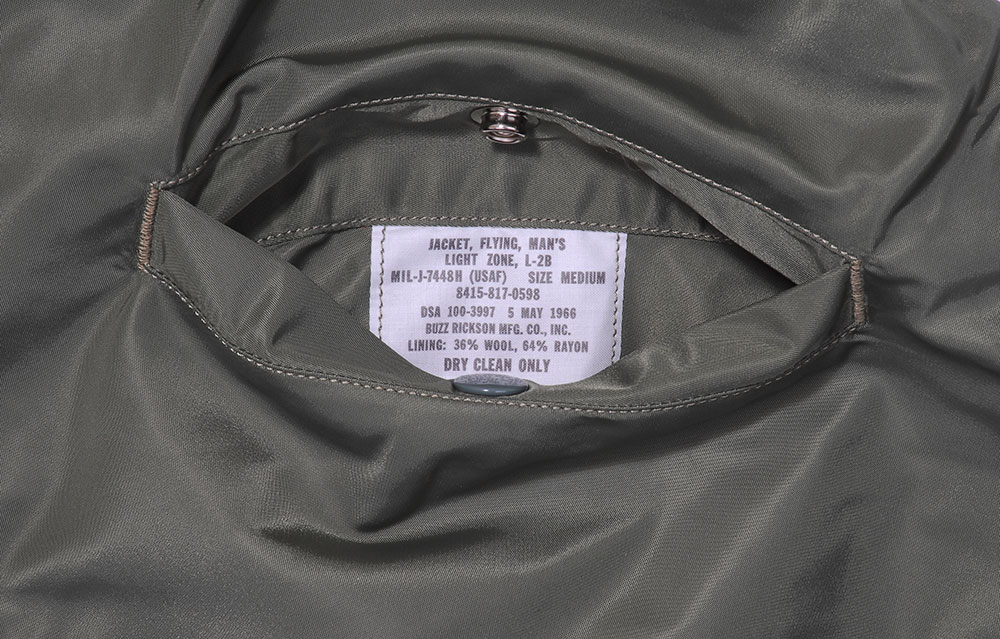 JACKET, FLYING, MAN'S
LIGHT ZONE, L-2B
MIL-J-7448H (USAF) SIZE MEDIUM
8415-817-0598
DSA 100-3997 5 MAY 1966
BUZZ RICKSON MFG. CO., INC.
LINING: 36% WOOL, 64% RAYON
DRY CLEAN ONLY